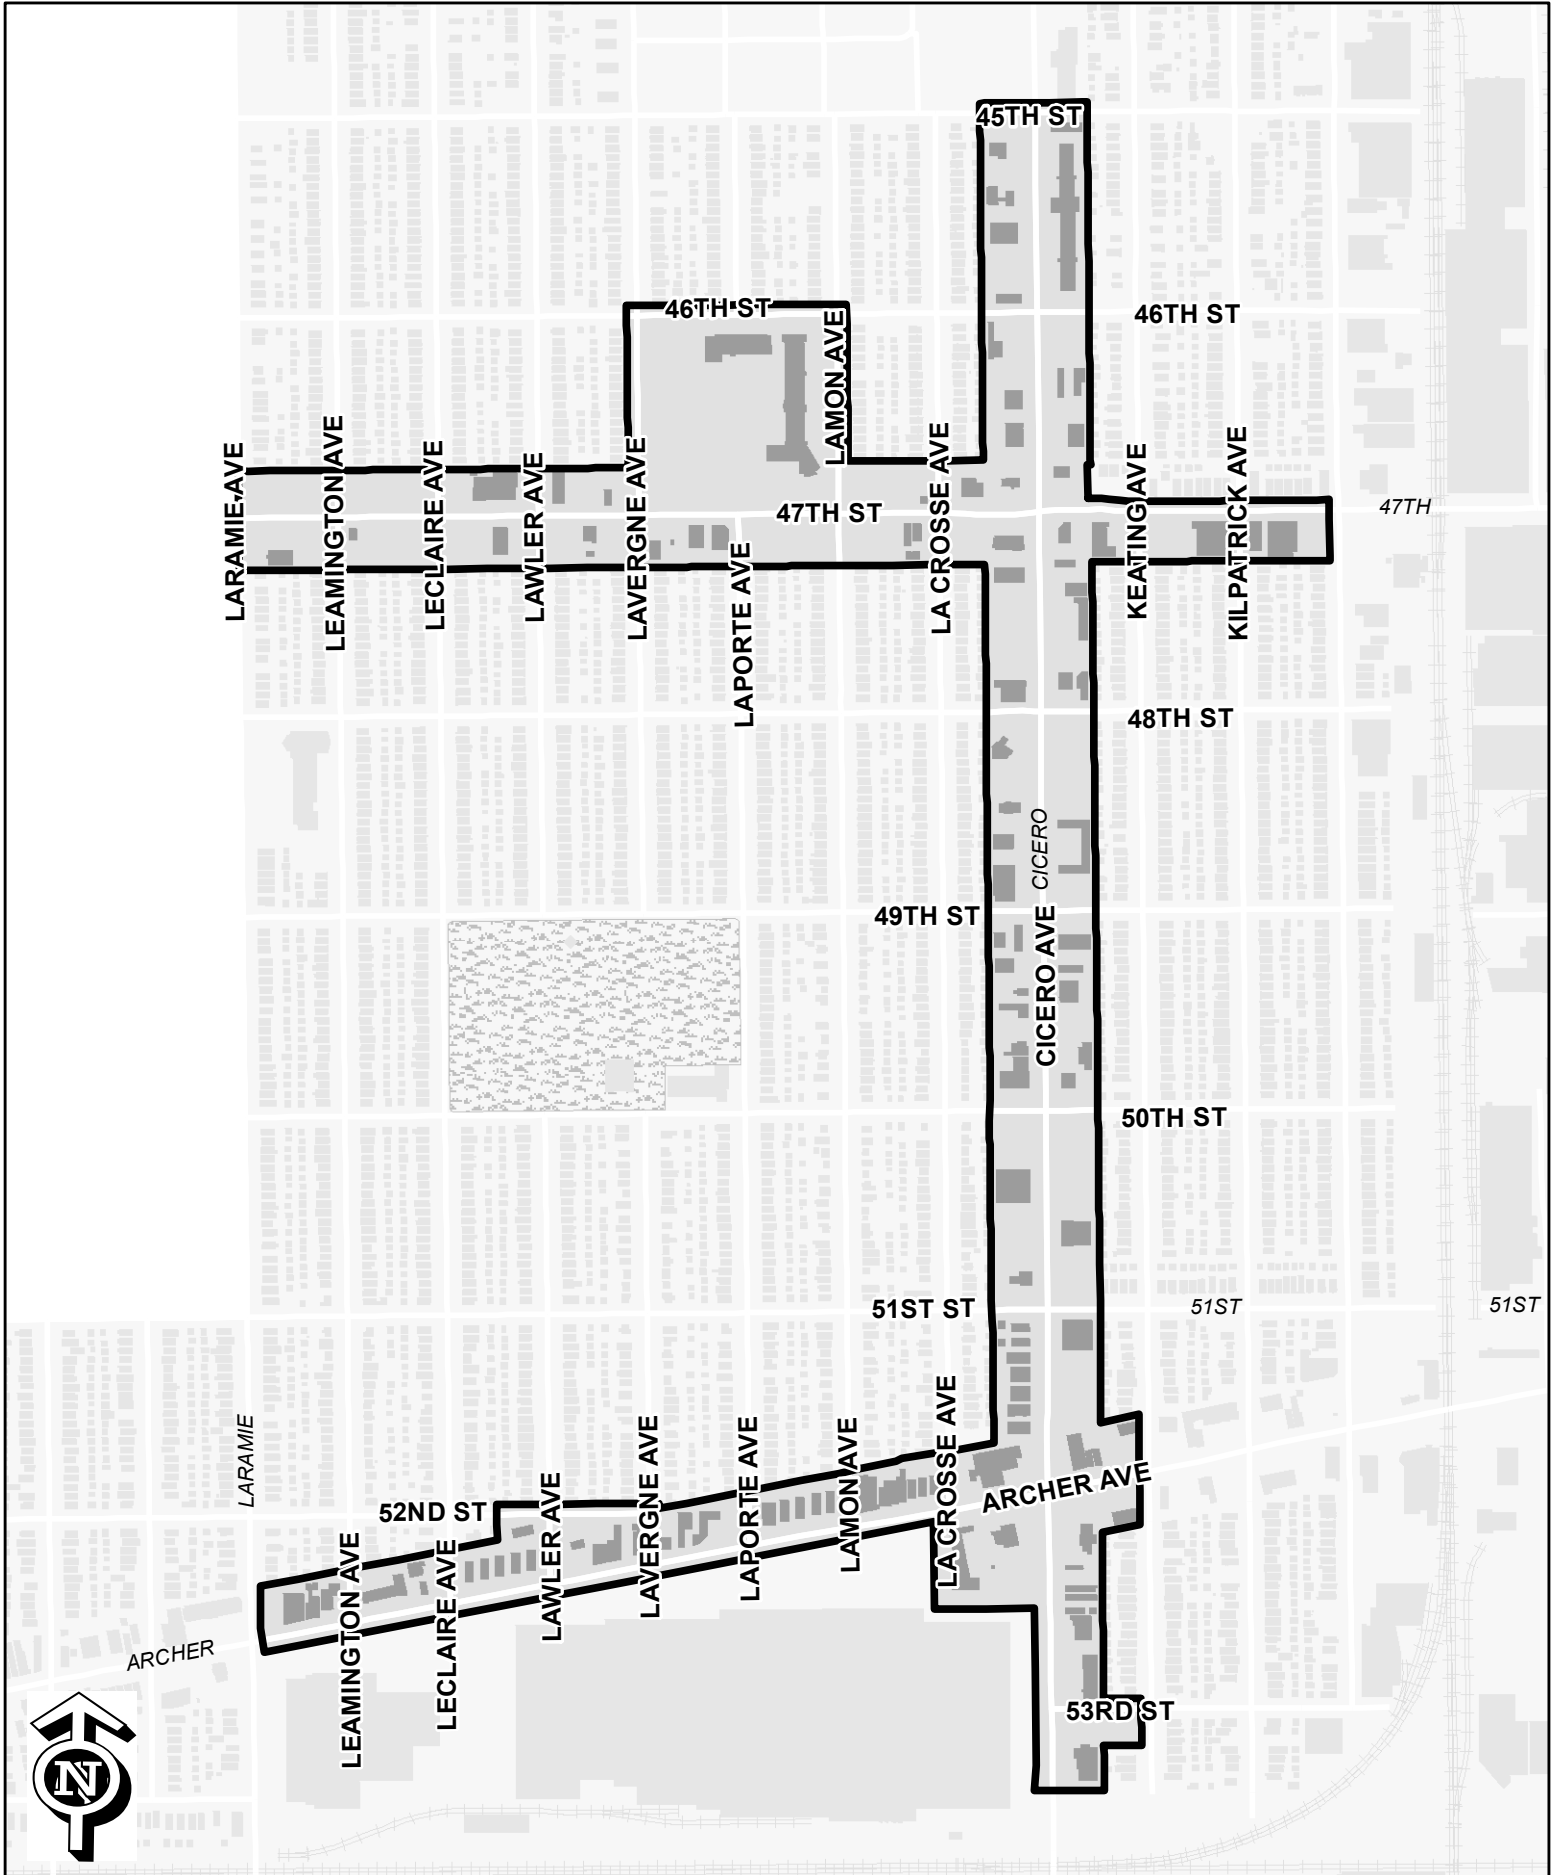 45TH ST
46TH ST
46TH ST
LAMON AVE
LARAMIE AVE
LEAMINGTON AVE
LECLAIRE AVE
LAWLER AVE
LAVERGNE AVE
LAPORTE AVE
47TH ST
LA CROSSE AVE
KEATING AVE
KILPATRICK AVE
47TH
48TH ST
CICERO
49TH ST
CICERO AVE
50TH ST
51ST ST
51ST
51ST
LARAMIE
52ND ST
LEAMINGTON AVE
LECLAIRE AVE
LAWLER AVE
LAVERGNE AVE
LAPORTE AVE
LAMON AVE
LA CROSSE AVE
ARCHER AVE
ARCHER
53RD ST
N